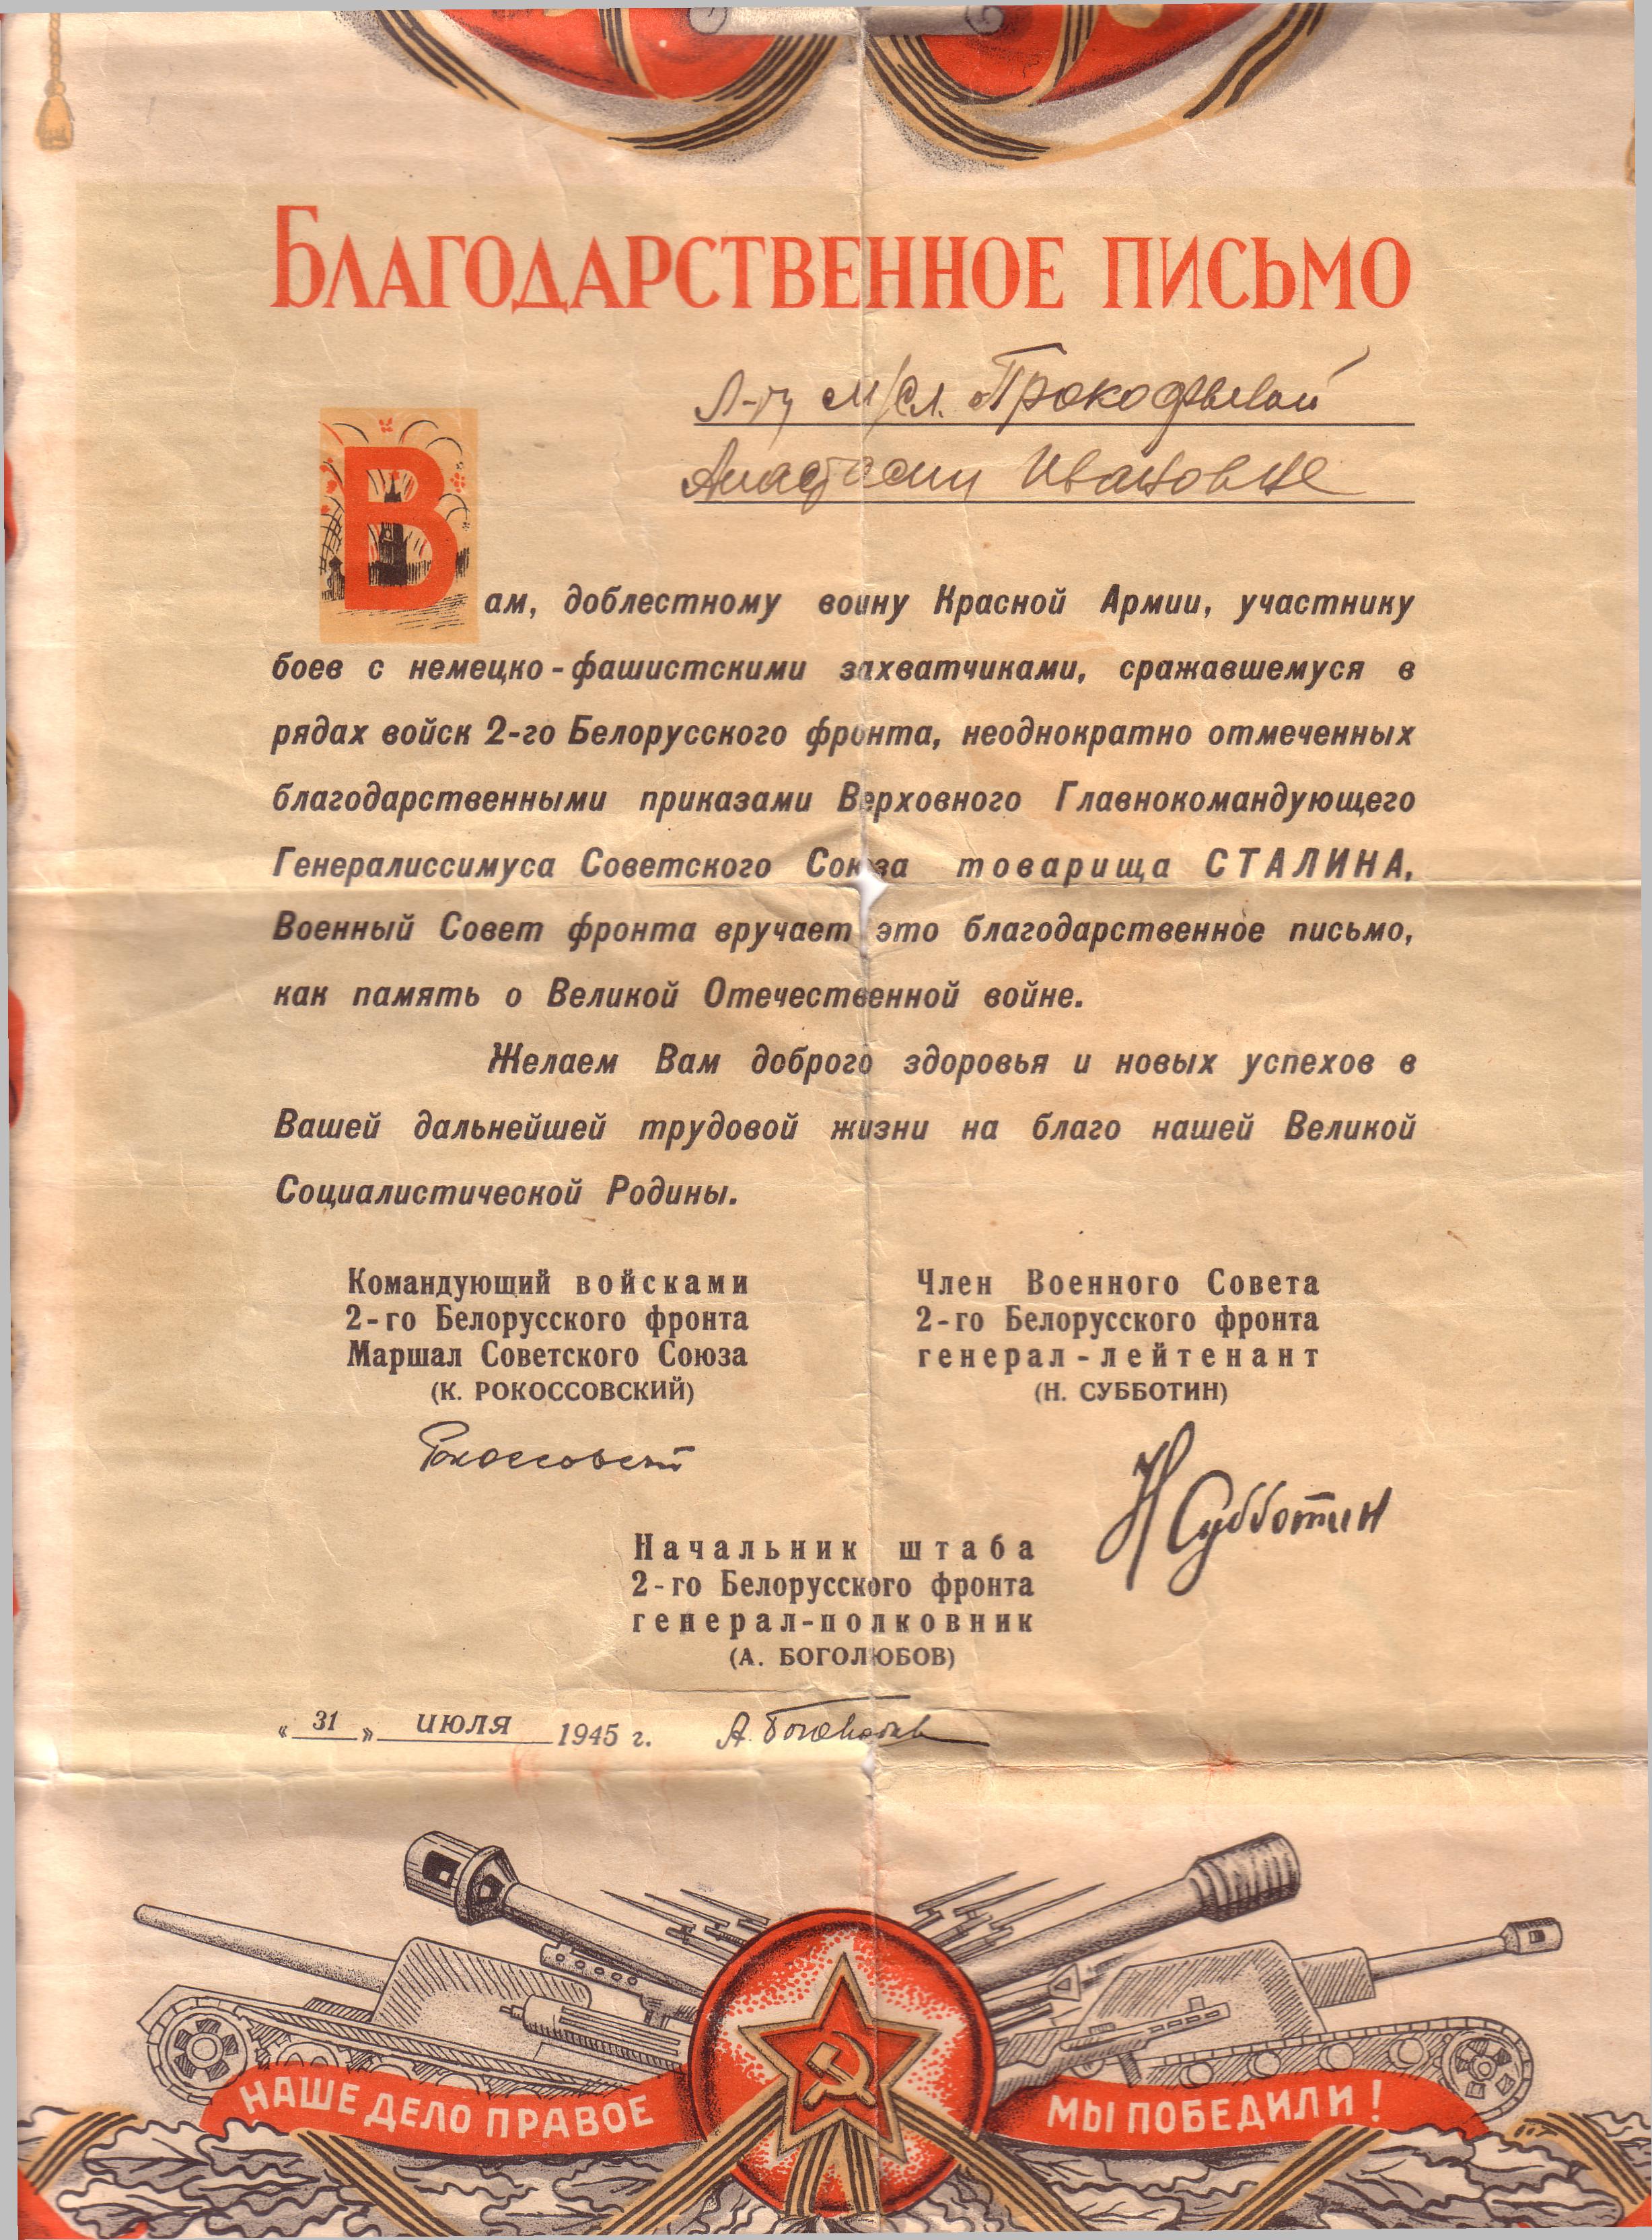 БЛАГОДАРСТВЕННОЕ ПИСЬМО
Л-ту м/сл. Прокофьевой
Анастасии Ивановне
Вам, доблестному воину Красной Армии, участнику
боев с немецко-фашистскими захватчиками, сражавшемуся в
рядах войск 2-го Белорусского фронта, неоднократно отмеченных
благодарственными приказами Верховного Главнокомандующего
Генералиссимуса Советского Союза товарища СТАЛИНА,
Военный Совет фронта вручает это благодарственное письмо,
как память о Великой Отечественной войне.
Желаем Вам доброго здоровья и новых успехов в
Вашей дальнейшей трудовой жизни на благо нашей Великой
Социалистической Родины.
Командующий войсками
2-го Белорусского фронта
Маршал Советского Союза
(К. РОКОССОВСКИЙ)
Рокоссовский
Член Военного Совета
2-го Белорусского фронта
генерал-лейтенант
(Н. СУББОТИН)
Н Субботин
Начальник штаба
2-го Белорусского фронта
генерал-полковник
(А. БОГОЛЮБОВ)
«31» июля 1945 г. А. Боголюбов
НАШЕ ДЕЛО ПРАВОЕ
МЫ ПОБЕДИЛИ!